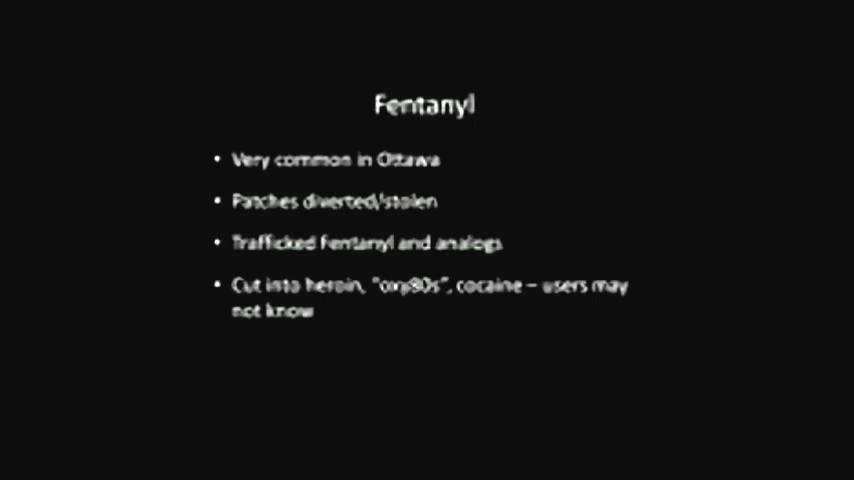 Fentanyl
• Very common in Ottawa
• Patches diverted/stolen
• Trafficked Fentanyl and analogs
• Cut into heroin, "oxy80s", cocaine – users may
not know